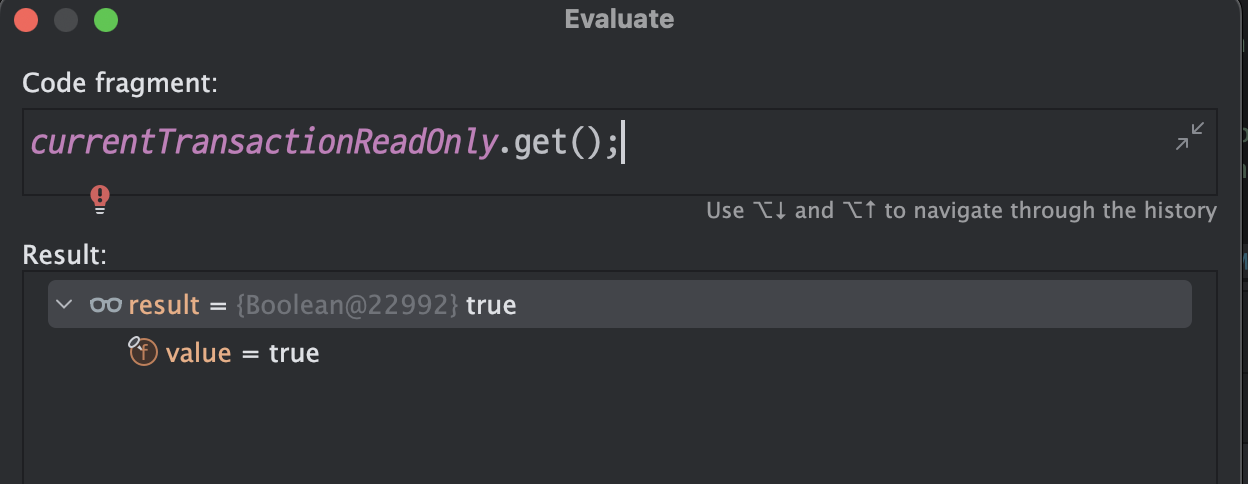 Evaluate
Code fragment:
currentTransactionReadOnly.get();
Use ⌥↓ and ⌥↑ to navigate through the history
Result:
result = {Boolean@22992} true
f value = true